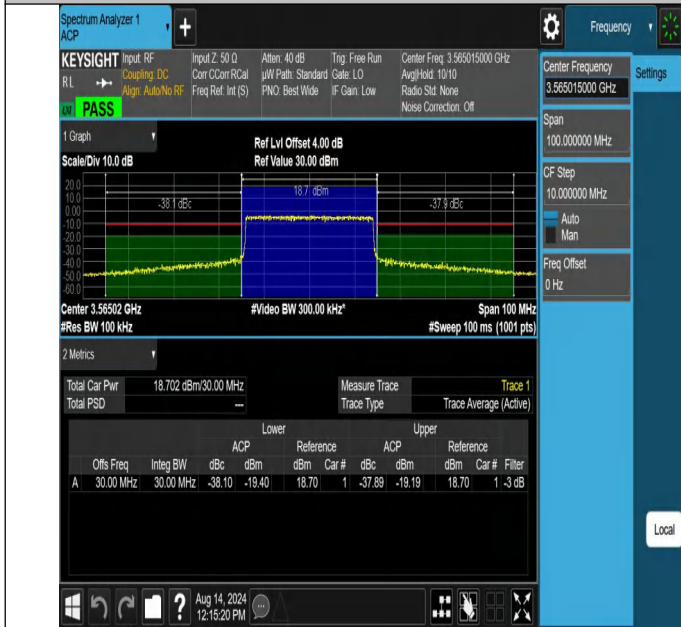 Spectrum Analyzer 1
ACP
Frequency
KEYSIGHT Input: RF Input Z: 50 Ω Atten: 40 dB Trig: Free Run Center Freq: 3.565015000 GHz
RL Coupling: DC Corr CCorr RCal µW Path: Standard Gate: LO Avg|Hold: 10/10
Align: Auto/No RF Freq Ref: Int (S) PNO: Best Wide IF Gain: Low Radio Std: None
PASS Noise Correction: Off
Center Frequency
3.565015000 GHz
Settings
Span
100.000000 MHz
CF Step
10.000000 MHz
Auto
Man
Freq Offset
0 Hz
1 Graph
Ref Lvl Offset 4.00 dB
Scale/Div 10.0 dB Ref Value 30.00 dBm
20.0
10.0
0.00
-10.0
-20.0
-30.0
-40.0
-50.0
-60.0
-38.1 dBc 18.7 dBm -37.9 dBc
Center 3.56502 GHz #Video BW 300.00 kHz* Span 100 MHz
#Res BW 100 kHz #Sweep 100 ms (1001 pts)
2 Metrics
Total Car Pwr 18.702 dBm/30.00 MHz Measure Trace Trace 1
Total PSD --- Trace Type Trace Average (Active)
Lower Upper
ACP Reference ACP Reference
Offs Freq Integ BW dBc dBm dBm Car # dBc dBm dBm Car # Filter
A 30.00 MHz 30.00 MHz -38.10 -19.40 18.70 1 -37.89 -19.19 18.70 1 -3 dB
Local
Aug 14, 2024
12:15:20 PM